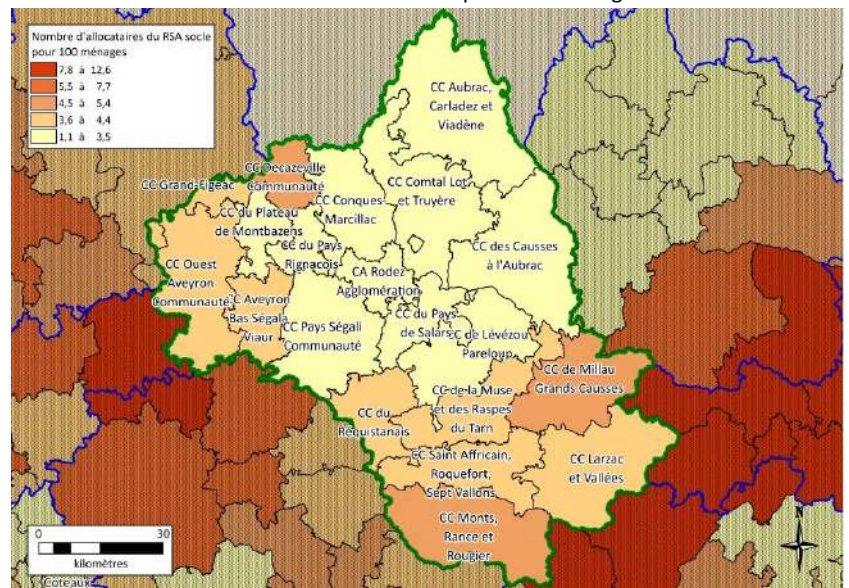 Nombre d'allocataires du RSA socle
pour 100 ménages
7,8 à 12,6
5,5 à 7,7
4,5 à 5,4
3,6 à 4,4
1,1 à 3,5
CC Aubrac,
Carladez et
Viadène
CC Decazeville
Communauté
CC Grand-Figeac
CC Comtal Lot
et Truyère
CC Conques-
Marcillac
CC du Plateau
de Montbazens
CC du Pays
Rignacois
CC des Causses
à l'Aubrac
CC Ouest
Aveyron
Communauté
CA Rodez
Agglomération
CC Aveyron
Bas Ségala
Viaur
CC Pays Ségali
Communauté
CC du Pays
de Salars
CC de Lévézou
Pareloup
CC de Millau
Grands Causses
CC de la Muse
et des Raspes
du Tarn
CC du
Réquistanais
CC Saint Affricain,
Roquefort,
Sept Vallons
CC Larzac
et Vallées
CC Monts,
Rance et
Rougier
N
0 30
kilomètres
Coteaux